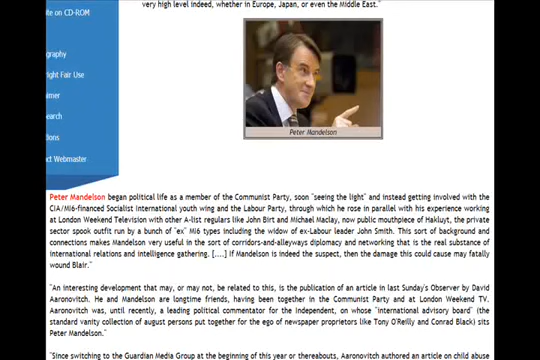 very high level indeed, whether in Europe, Japan, or even the Middle East."
ite on CD-ROM
ography
right Fair Use
aimer
earch
tions
ct Webmaster
Peter Mandelson
Peter Mandelson began political life as a member of the Communist Party, soon "seeing the light" and instead getting involved with the
CIA/MI6-financed Socialist International youth wing and the Labour Party, through which he rose in parallel with his experience working
at London Weekend Television with other A-list regulars like John Birt and Michael Maclay, now public mouthpiece of Hakluyt, the private
sector spook outfit run by a bunch of "ex" MI6 types including the widow of ex-Labour leader John Smith. This sort of background and
connections makes Mandelson very useful in the sort of corridors-and-alleyways diplomacy and networking that is the real substance of
international relations and intelligence gathering. [....] If Mandelson is indeed the suspect, then the damage this could cause may fatally
wound Blair."
"An interesting development that may, or may not, be related to this, is the publication of an article in last Sunday's Observer by David
Aaronovitch. He and Mandelson are longtime friends, having been together in the Communist Party and at London Weekend TV.
Aaronovitch was, until recently, a leading political commentator for the Independent, on whose "international advisory board" (the
standard vanity collection of august persons put together for the ego of newspaper proprietors like Tony O'Reilly and Conrad Black) sits
Peter Mandelson."
"Since switching to the Guardian Media Group at the beginning of this year or thereabouts, Aaronovitch authored an article on child abuse